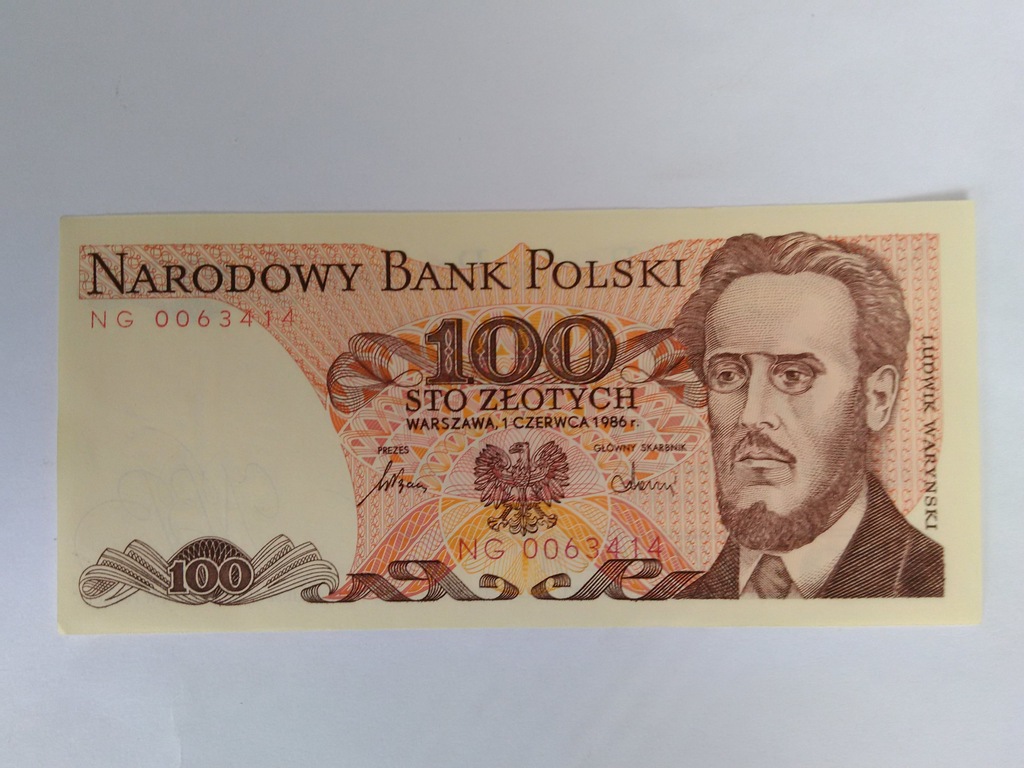 NARODOWY BANK POLSKI
NG 0063414
100
STO ZŁOTYCH
WARSZAWA, 1 CZERWCA 1986 r.
PREZES
GŁÓWNY SKARBNIK
NG 0063414
100
LUDWIK WARYŃSKI